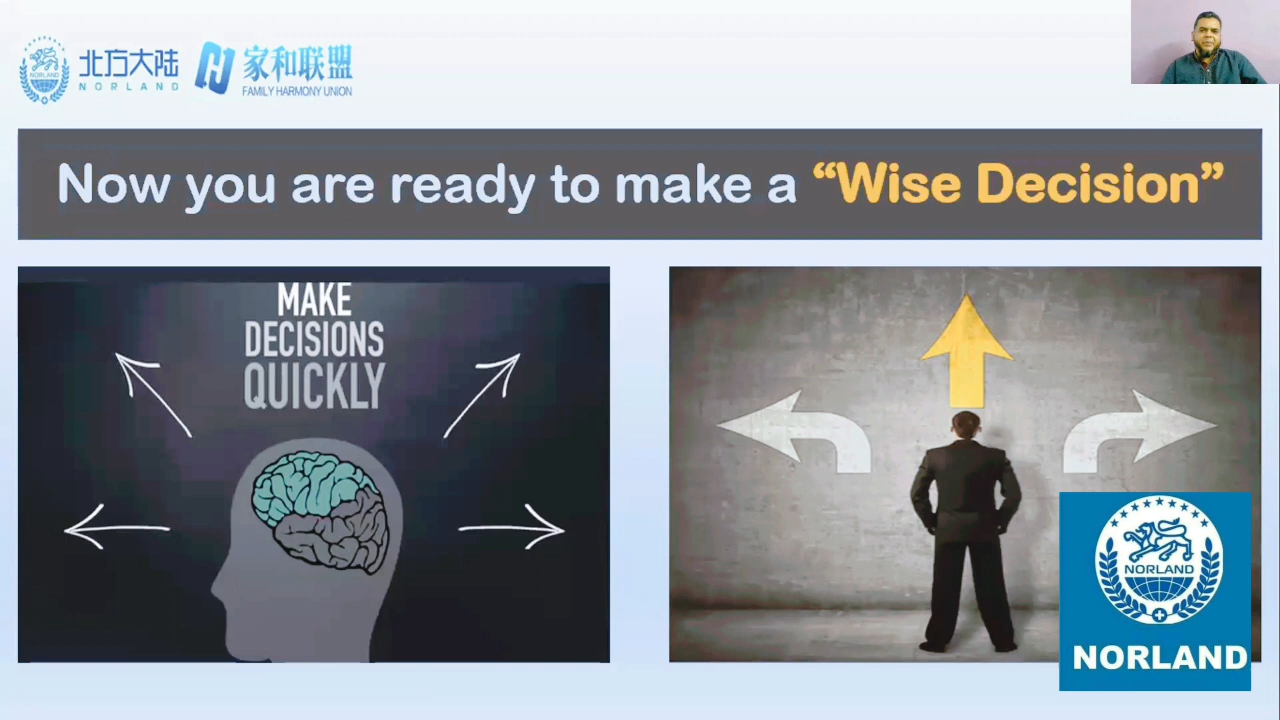 北方大陆
NORLAND
NORLAND
家和联盟
FAMILY HARMONY UNION
Now you are ready to make a “Wise Decision”
MAKE
DECISIONS
QUICKLY
NORLAND
NORLAND